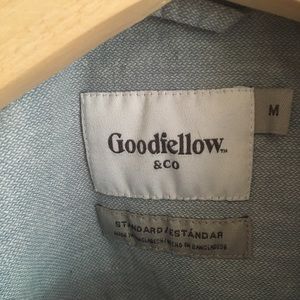 Goodfellow™
& CO
M
STANDARD/ESTÁNDAR
MADE IN BANGLADESH/HECHO EN BANGLADESH